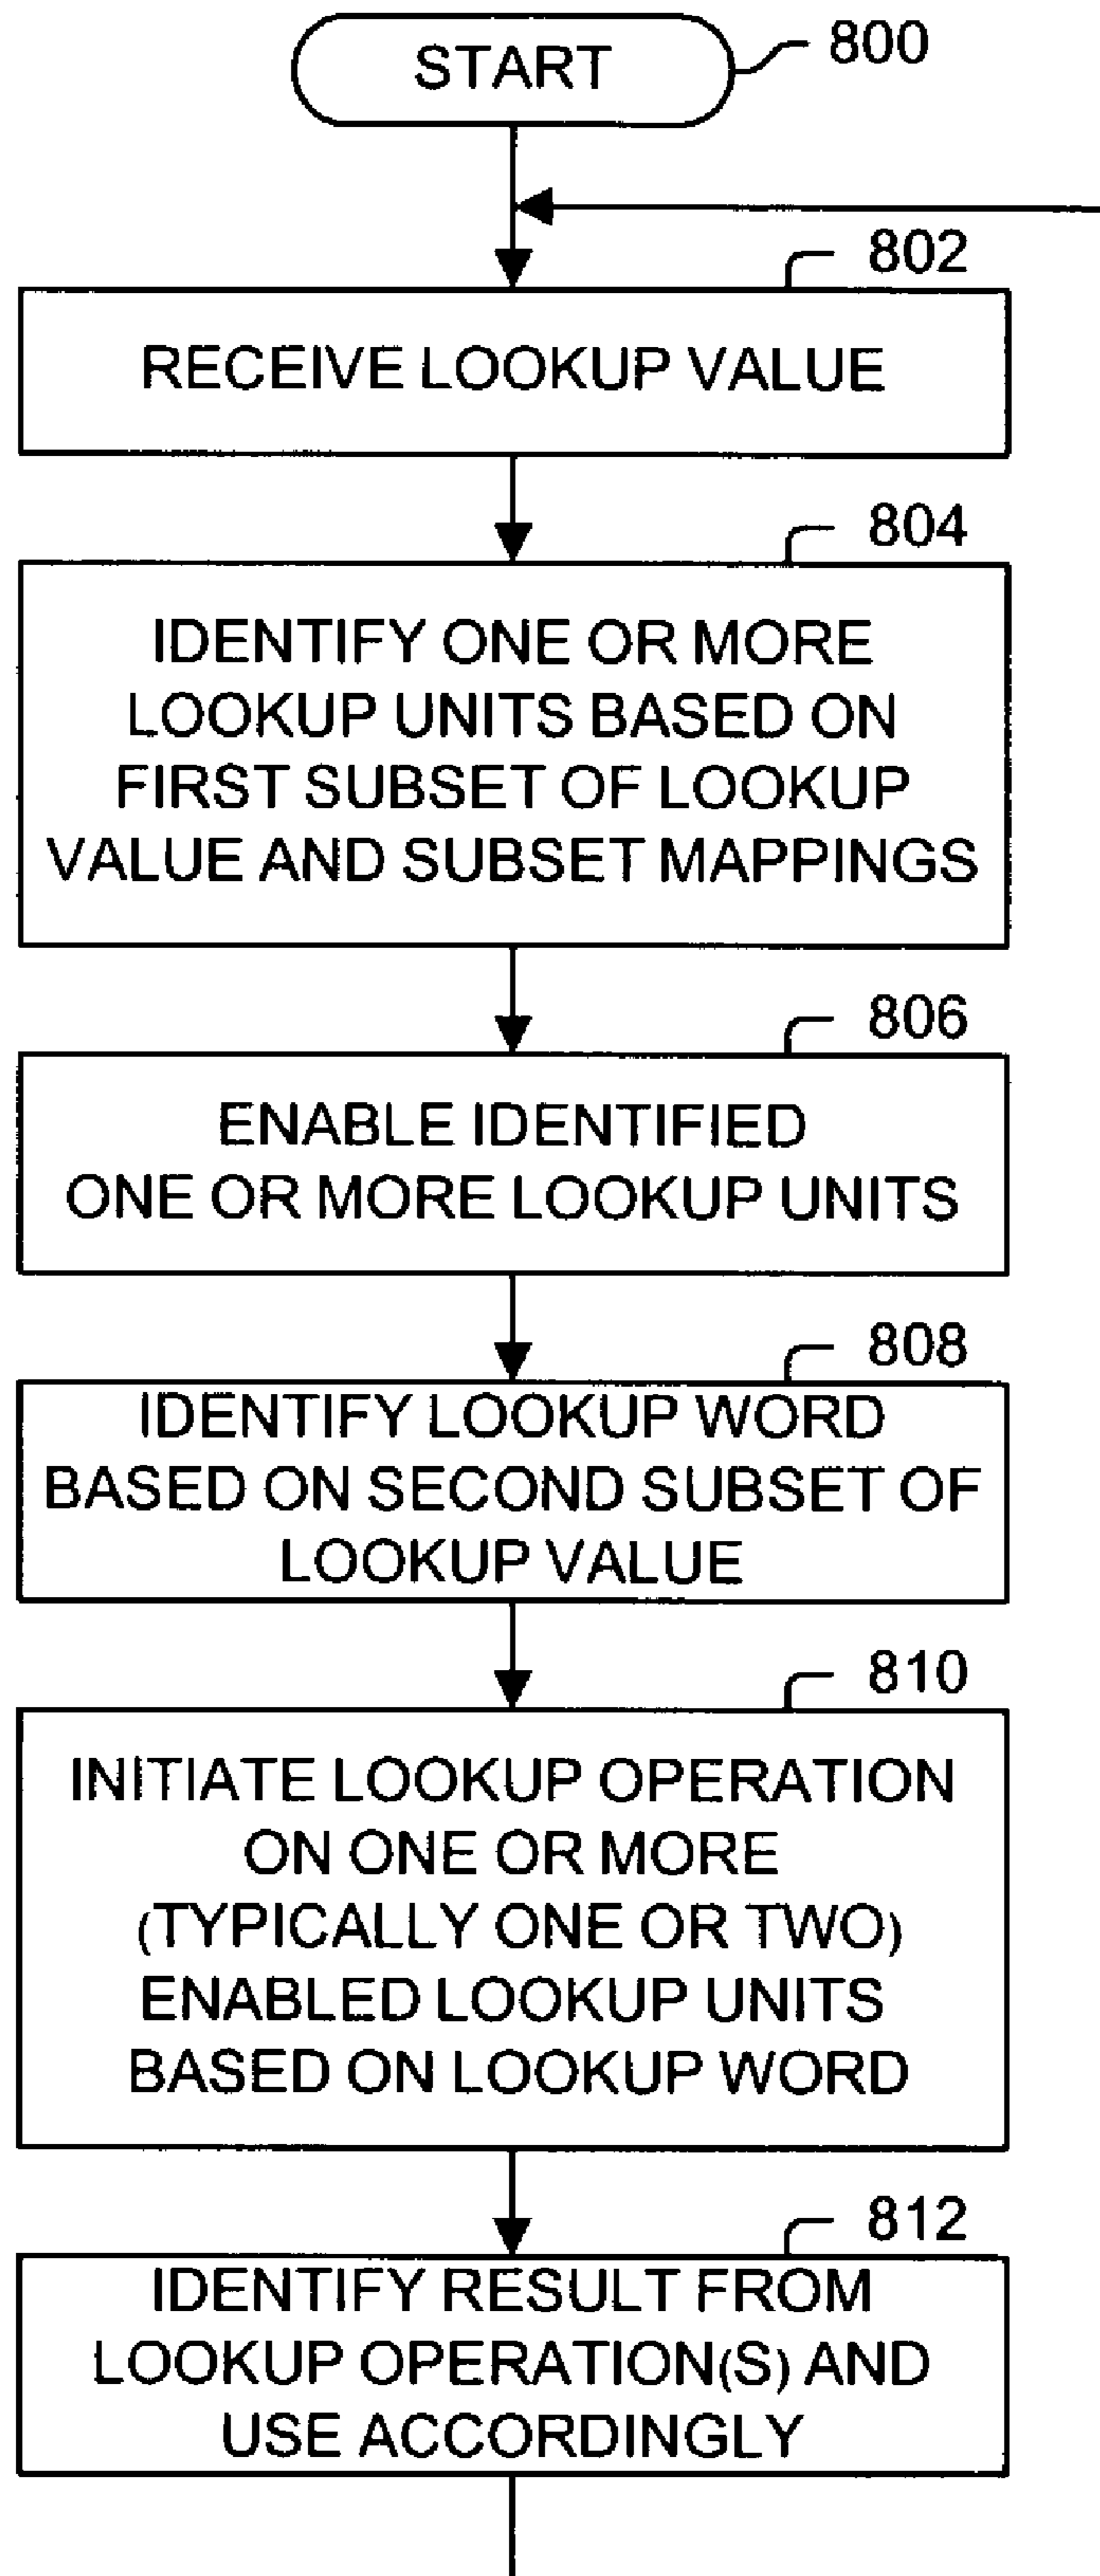 START
800
802
RECEIVE LOOKUP VALUE
804
IDENTIFY ONE OR MORE
LOOKUP UNITS BASED ON
FIRST SUBSET OF LOOKUP
VALUE AND SUBSET MAPPINGS
806
ENABLE IDENTIFIED
ONE OR MORE LOOKUP UNITS
808
IDENTIFY LOOKUP WORD
BASED ON SECOND SUBSET OF
LOOKUP VALUE
810
INITIATE LOOKUP OPERATION
ON ONE OR MORE
(TYPICALLY ONE OR TWO)
ENABLED LOOKUP UNITS
BASED ON LOOKUP WORD
812
IDENTIFY RESULT FROM
LOOKUP OPERATION(S) AND
USE ACCORDINGLY